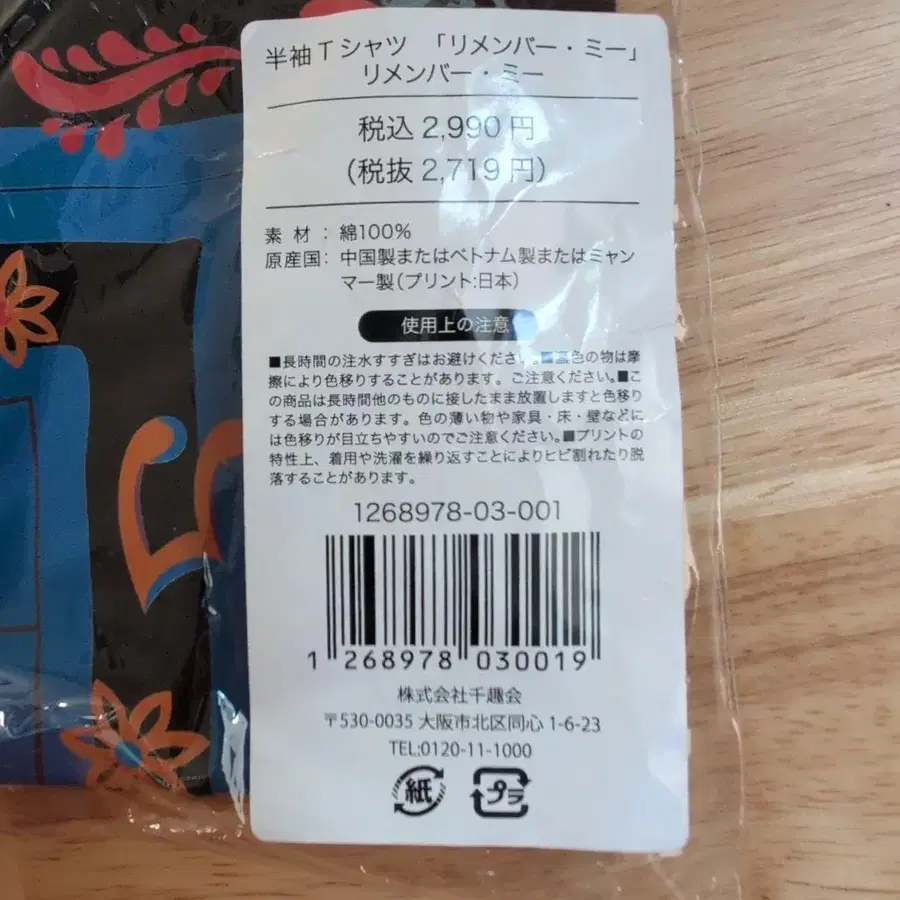 半袖Tシャツ 「リメンバー・ミー」
リメンバー・ミー
税込 2,990 円
(税抜 2,719 円)
素 材 : 綿100%
原産国: 中国製またはベトナム製またはミャン
マー製(プリント:日本)
使用上の注意
■長時間の注水すすぎはお避けください。■ 色の物は摩
擦により色移りすることがあります。ご注意ください。■こ
の商品は長時間他のものに接したまま放置しますと色移り
する場合があります。色の薄い物や家具・床・壁などに
は色移りが目立ちやすいのでご注意ください。■プリントの
特性上、着用や洗濯を繰り返すことによりヒビ割れたり脱
落することがあります。
1268978-03-001
1 268978 030019
株式会社千趣会
〒530-0035 大阪市北区同心 1-6-23
TEL:0120-11-1000
紙 プラ